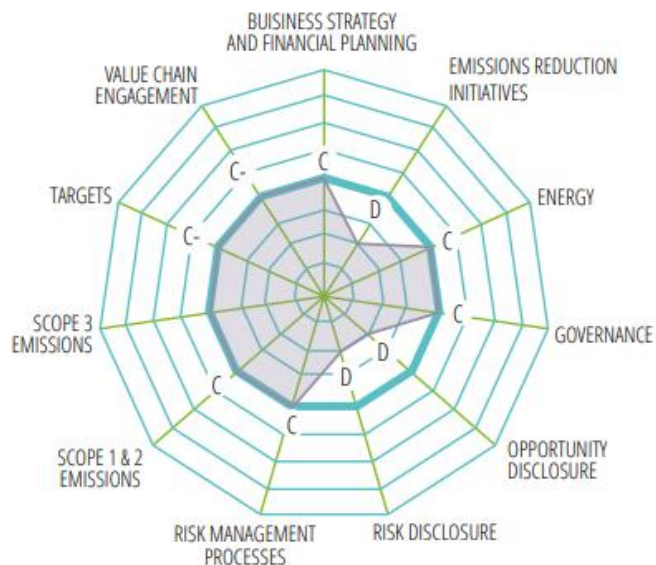 BUISINESS STRATEGY
AND FINANCIAL PLANNING
EMISSIONS REDUCTION
INITIATIVES
VALUE CHAIN
ENGAGEMENT
C-
C
D
TARGETS
ENERGY
C-
C
SCOPE 3
EMISSIONS
C
GOVERNANCE
C
D
D
C
SCOPE 1 & 2
EMISSIONS
OPPORTUNITY
DISCLOSURE
RISK MANAGEMENT
PROCESSES
RISK DISCLOSURE